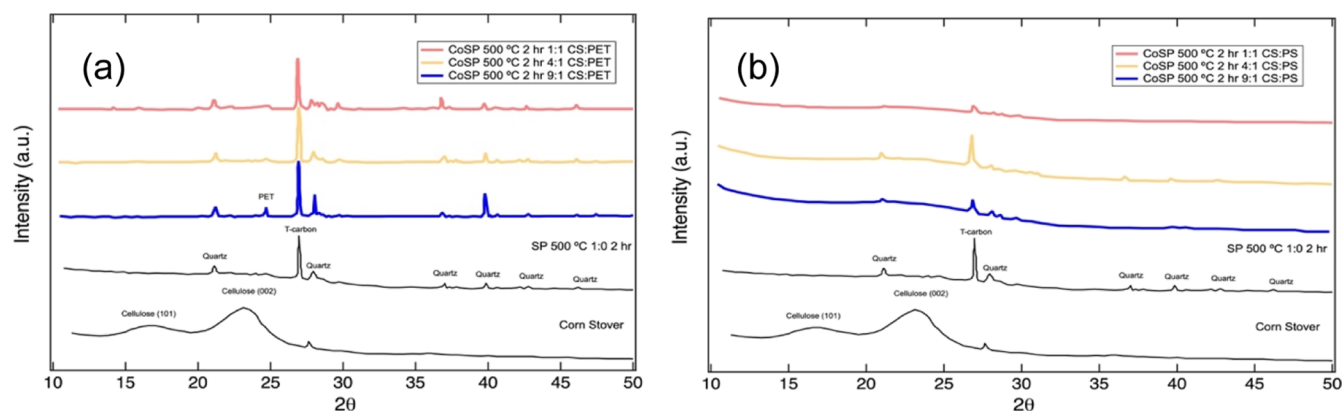 (a)
CoSP 500 ºC 2 hr 1:1 CS:PET
CoSP 500 ºC 2 hr 4:1 CS:PET
CoSP 500 ºC 2 hr 9:1 CS:PET
Intensity (a.u.)
PET
T-carbon
SP 500 ºC 1:0 2 hr
Quartz
Quartz
Quartz
Quartz
Quartz
Quartz
Cellulose (002)
Cellulose (101)
Corn Stover
10 15 20 25 30 35 40 45 50
2θ
(b)
CoSP 500 ºC 2 hr 1:1 CS:PS
CoSP 500 ºC 2 hr 4:1 CS:PS
CoSP 500 ºC 2 hr 9:1 CS:PS
Intensity (a.u.)
T-carbon
SP 500 ºC 1:0 2 hr
Quartz
Quartz
Quartz
Quartz
Quartz
Quartz
Cellulose (002)
Cellulose (101)
Corn Stover
10 15 20 25 30 35 40 45 50
2θ